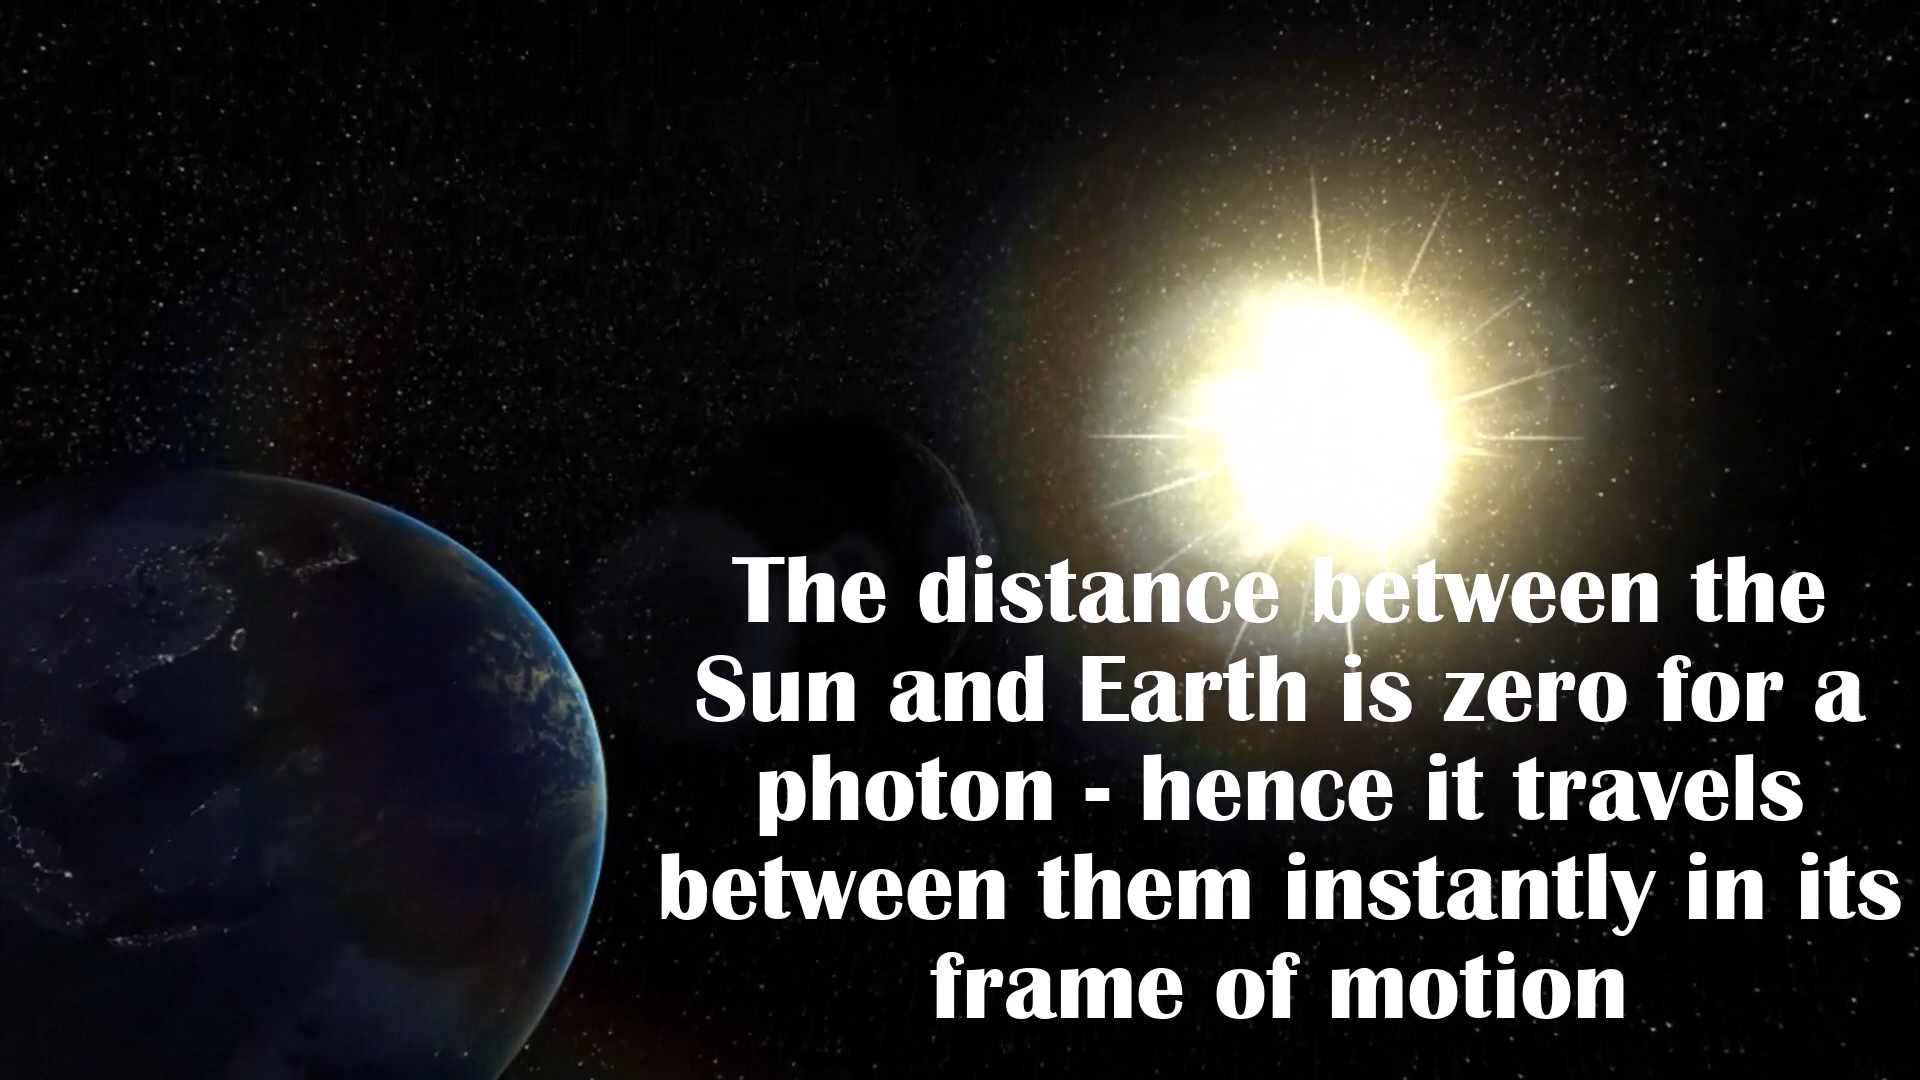 The distance between the
Sun and Earth is zero for a
photon - hence it travels
between them instantly in its
frame of motion